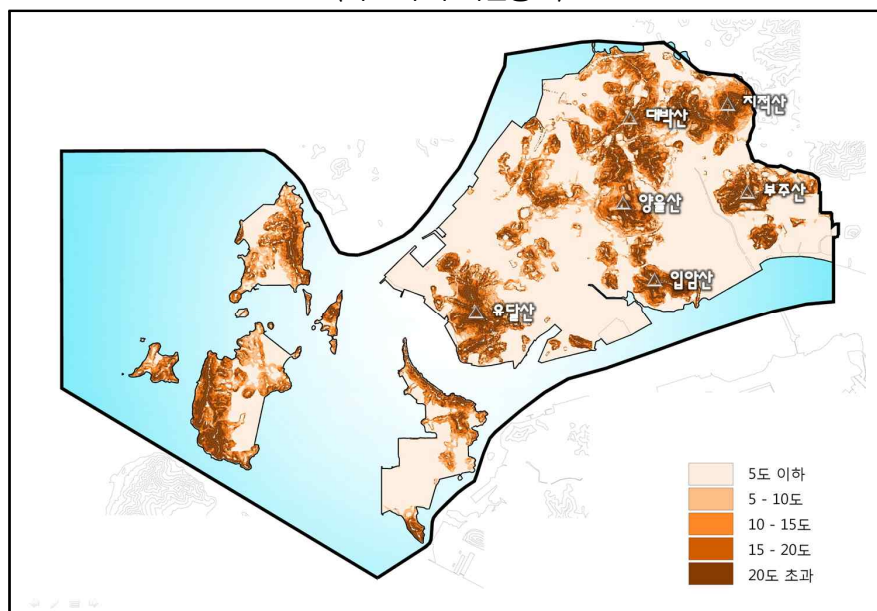 지적산
대박산
부주산
양을산
입암산
유달산
5도 이하
5 - 10도
10 - 15도
15 - 20도
20도 초과